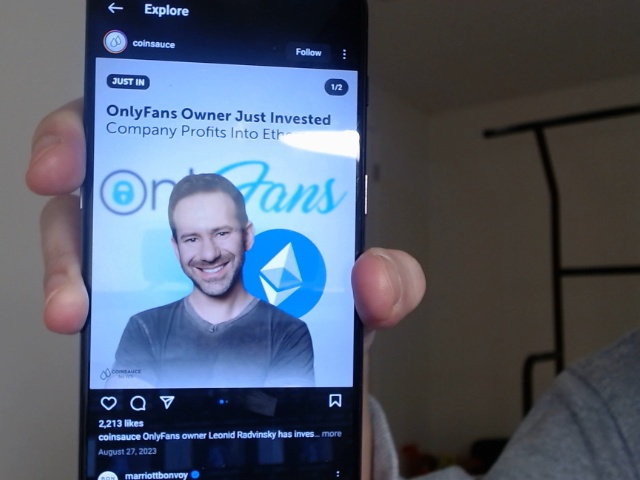 Explore
coinsauce
Follow
JUST IN
1/2
OnlyFans Owner Just Invested
Company Profits Into Eth
OnlyFans
COINSAUCE
2,213 likes
coinsauce OnlyFans owner Leonid Radvinsky has inves... more
August 27, 2023
marriottbonvoy